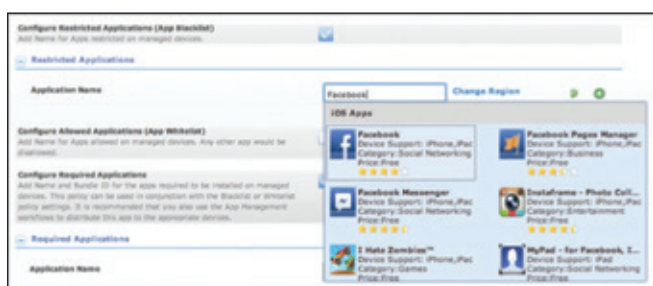 Configure Restricted Applications (App Blacklist)
Add Name for Apps restricted on managed devices.
Restricted Applications
Application Name
Facebook
Change Region
iOS Apps
Configure Allowed Applications (App Whitelist)
Add Name for Apps allowed on managed devices. Any other app would be
disallowed.
Configure Required Applications
Add Name and Bundle ID for the apps required to be installed on managed
devices. This policy can be used in conjunction with the Blacklist or Whitelist
policy settings. It is recommended that you also use the App Management
workflows to distribute this app to the appropriate devices.
Required Applications
Application Name
Facebook
Device Support: iPhone,iPad
Category:Social Networking
Price:Free
Facebook Pages Manager
Device Support: iPhone,iPad
Category:Business
Price:Free
Facebook Messenger
Device Support: iPhone,iPad
Category:Social Networking
Price:Free
Instaframe - Photo Coll...
Device Support: iPhone,iPad
Category:Entertainment
Price:Free
I Hate Zombies™
Device Support: iPhone,iPad
Category:Games
Price:Free
MyPad - for Facebook, I...
Device Support: iPad
Category:Social Networking
Price:Free